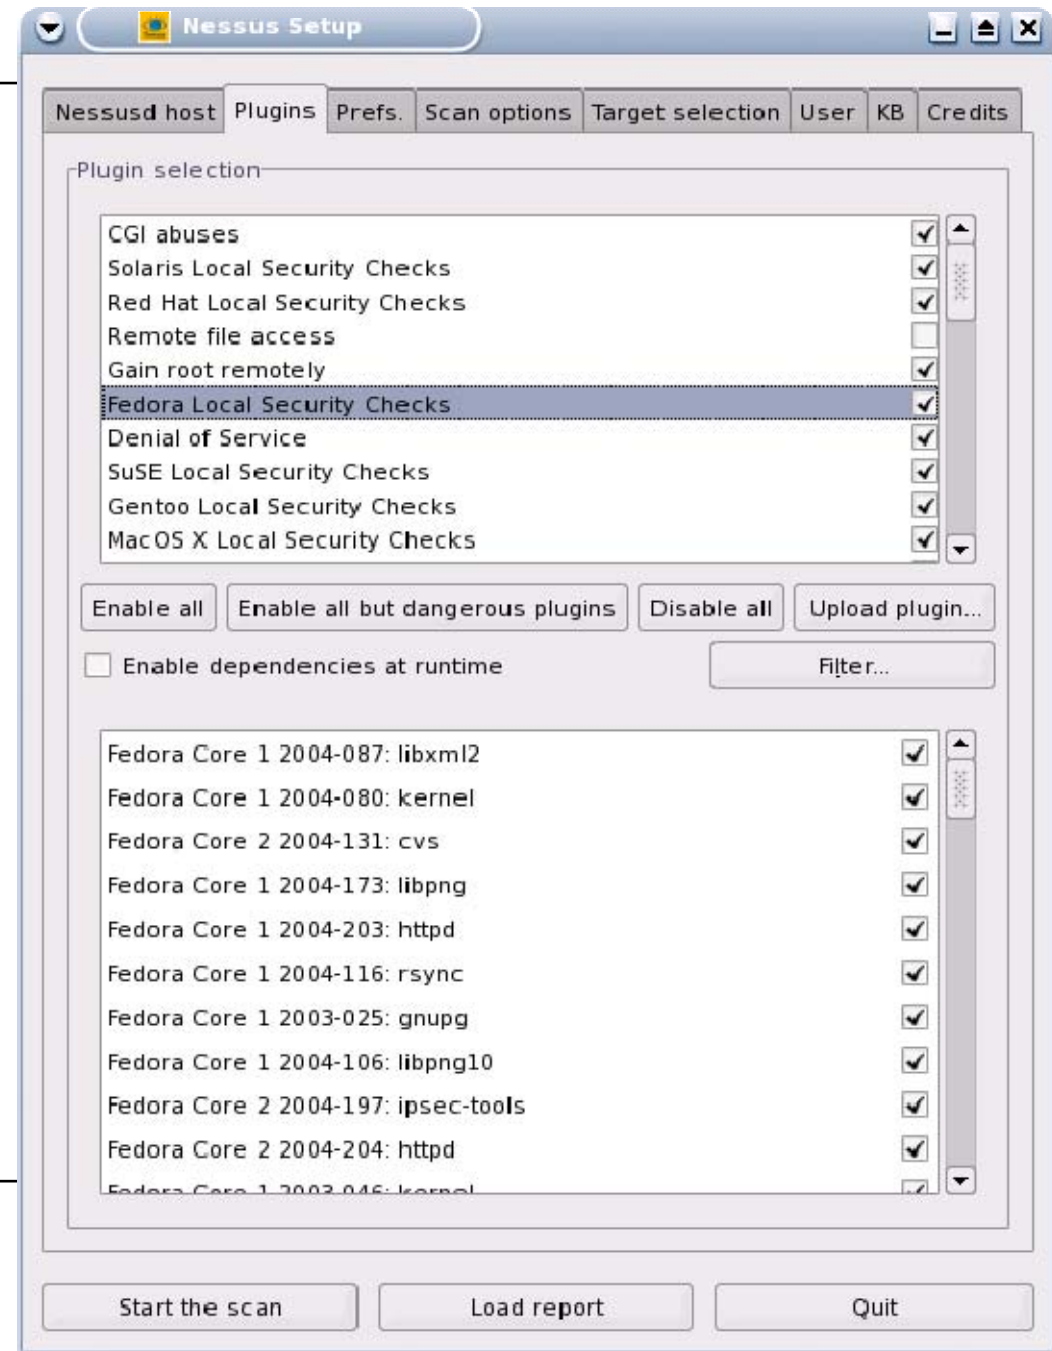 Nessus Setup
Nessusd host Plugins Prefs. Scan options Target selection User KB Credits
Plugin selection
CGI abuses
Solaris Local Security Checks
Red Hat Local Security Checks
Remote file access
Gain root remotely
Fedora Local Security Checks
Denial of Service
SuSE Local Security Checks
Gentoo Local Security Checks
MacOS X Local Security Checks
Enable all Enable all but dangerous plugins Disable all Upload plugin...
Enable dependencies at runtime Filter...
Fedora Core 1 2004-087: libxml2
Fedora Core 1 2004-080: kernel
Fedora Core 2 2004-131: cvs
Fedora Core 1 2004-173: libpng
Fedora Core 1 2004-203: httpd
Fedora Core 1 2004-116: rsync
Fedora Core 1 2003-025: gnupg
Fedora Core 1 2004-106: libpng10
Fedora Core 2 2004-197: ipsec-tools
Fedora Core 2 2004-204: httpd
Fedora Core 1 2003-046: kernel
Start the scan Load report Quit